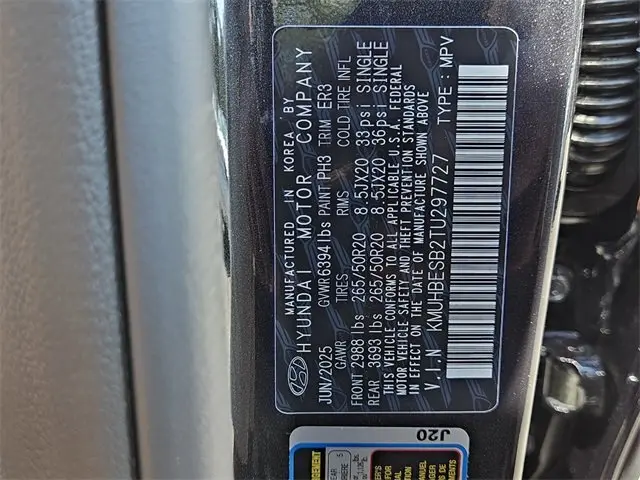 MANUFACTURED IN KOREA BY
HYUNDAI MOTOR COMPANY
JUN/2025 GVWR 6394 lbs PAINT PH3 TRIM ER3
GAWR TIRES RIMS COLD TIRE INFL
FRONT 2988 lbs 265/50R20 8.5JX20 33psi SINGLE
REAR 3693 lbs 265/50R20 8.5JX20 36psi SINGLE
THIS VEHICLE CONFORMS TO ALL APPLICABLE U.S.A. FEDERAL
MOTOR VEHICLE SAFETY AND THEFT PREVENTION STANDARDS
IN EFFECT ON THE DATE OF MANUFACTURE SHOWN ABOVE
V.I.N KMUHBESB2TU297727 TYPE : MPV
J20